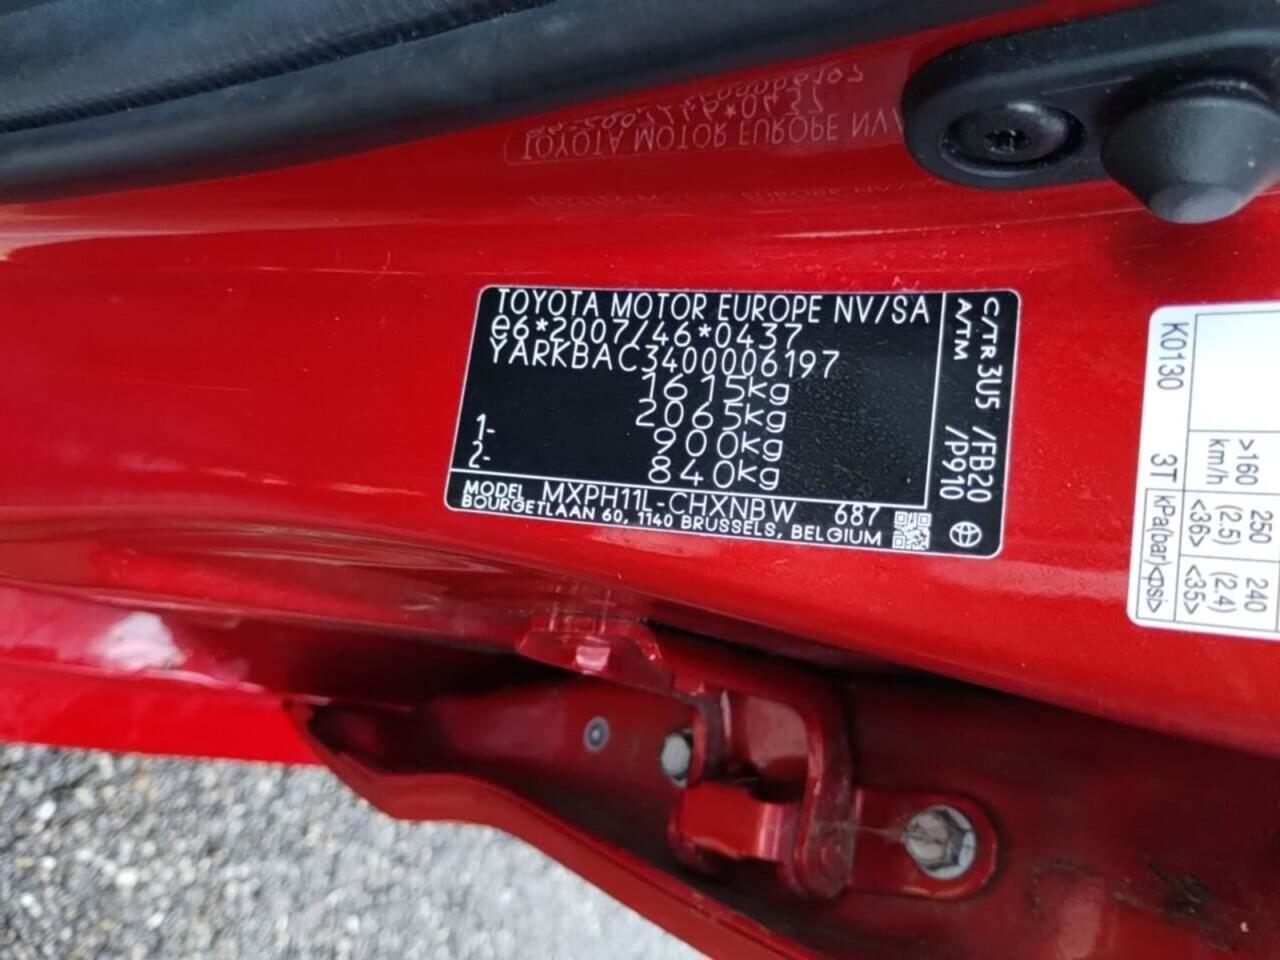 TOYOTA MOTOR EUROPE NV/SA
e6*2007/46*0437
YARKBAC3400006197
1615kg
2065kg
1- 900kg
2- 840kg
MODEL MXPH11L-CHXNBW 687
BOURGETLAAN 60, 1140 BRUSSELS, BELGIUM
C/TR 3U5 /FB20
A/TM /P910
K0130 3T
>160 km/h
250 (2.5) <36>
240 (2.4) <35>
kPa(bar)<psi>
TOYOTA MOTOR EUROPE NV/